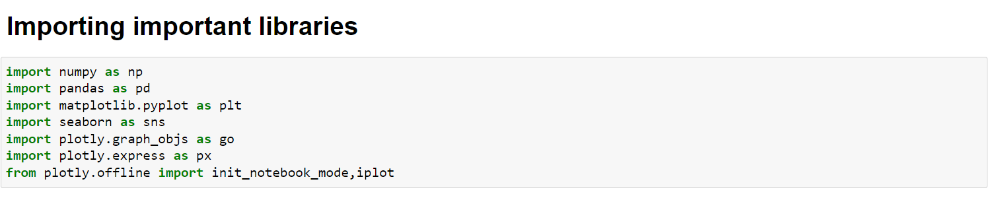 Importing important libraries
import numpy as np
import pandas as pd
import matplotlib.pyplot as plt
import seaborn as sns
import plotly.graph_objs as go
import plotly.express as px
from plotly.offline import init_notebook_mode,iplot